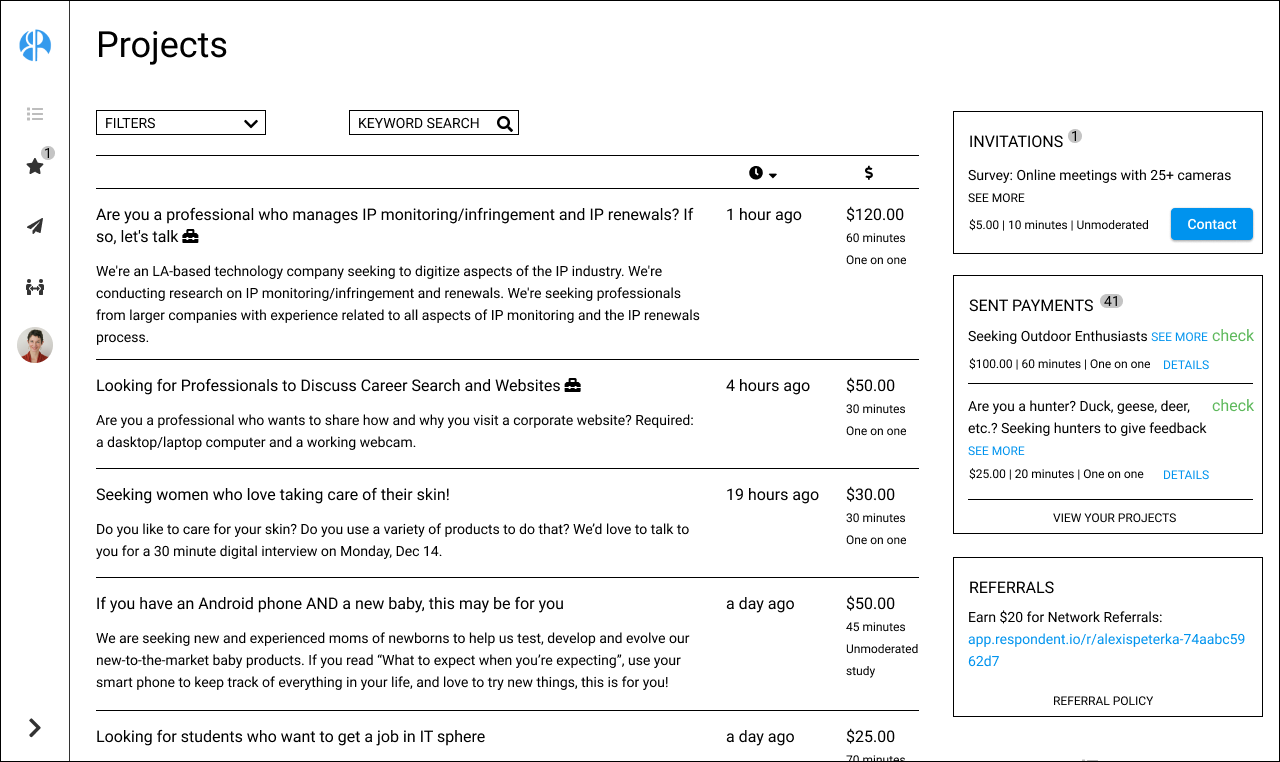 Projects
FILTERS
KEYWORD SEARCH
1
$
Are you a professional who manages IP monitoring/infringement and IP renewals? If
so, let's talk
1 hour ago
$120.00
60 minutes
One on one
We're an LA-based technology company seeking to digitize aspects of the IP industry. We're
conducting research on IP monitoring/infringement and renewals. We're seeking professionals
from larger companies with experience related to all aspects of IP monitoring and the IP renewals
process.
Looking for Professionals to Discuss Career Search and Websites
4 hours ago
$50.00
30 minutes
One on one
Are you a professional who wants to share how and why you visit a corporate website? Required:
a dasktop/laptop computer and a working webcam.
Seeking women who love taking care of their skin!
19 hours ago
$30.00
30 minutes
One on one
Do you like to care for your skin? Do you use a variety of products to do that? We’d love to talk to
you for a 30 minute digital interview on Monday, Dec 14.
If you have an Android phone AND a new baby, this may be for you
a day ago
$50.00
45 minutes
Unmoderated
study
We are seeking new and experienced moms of newborns to help us test, develop and evolve our
new-to-the-market baby products. If you read “What to expect when you’re expecting”, use your
smart phone to keep track of everything in your life, and love to try new things, this is for you!
Looking for students who want to get a job in IT sphere
a day ago
$25.00
70 minutes
INVITATIONS 1
Survey: Online meetings with 25+ cameras
SEE MORE
$5.00 | 10 minutes | Unmoderated
Contact
SENT PAYMENTS 41
Seeking Outdoor Enthusiasts SEE MORE check
$100.00 | 60 minutes | One on one DETAILS
Are you a hunter? Duck, geese, deer, check
etc.? Seeking hunters to give feedback
SEE MORE
$25.00 | 20 minutes | One on one DETAILS
VIEW YOUR PROJECTS
REFERRALS
Earn $20 for Network Referrals:
app.respondent.io/r/alexispeterka-74aabc59
62d7
REFERRAL POLICY